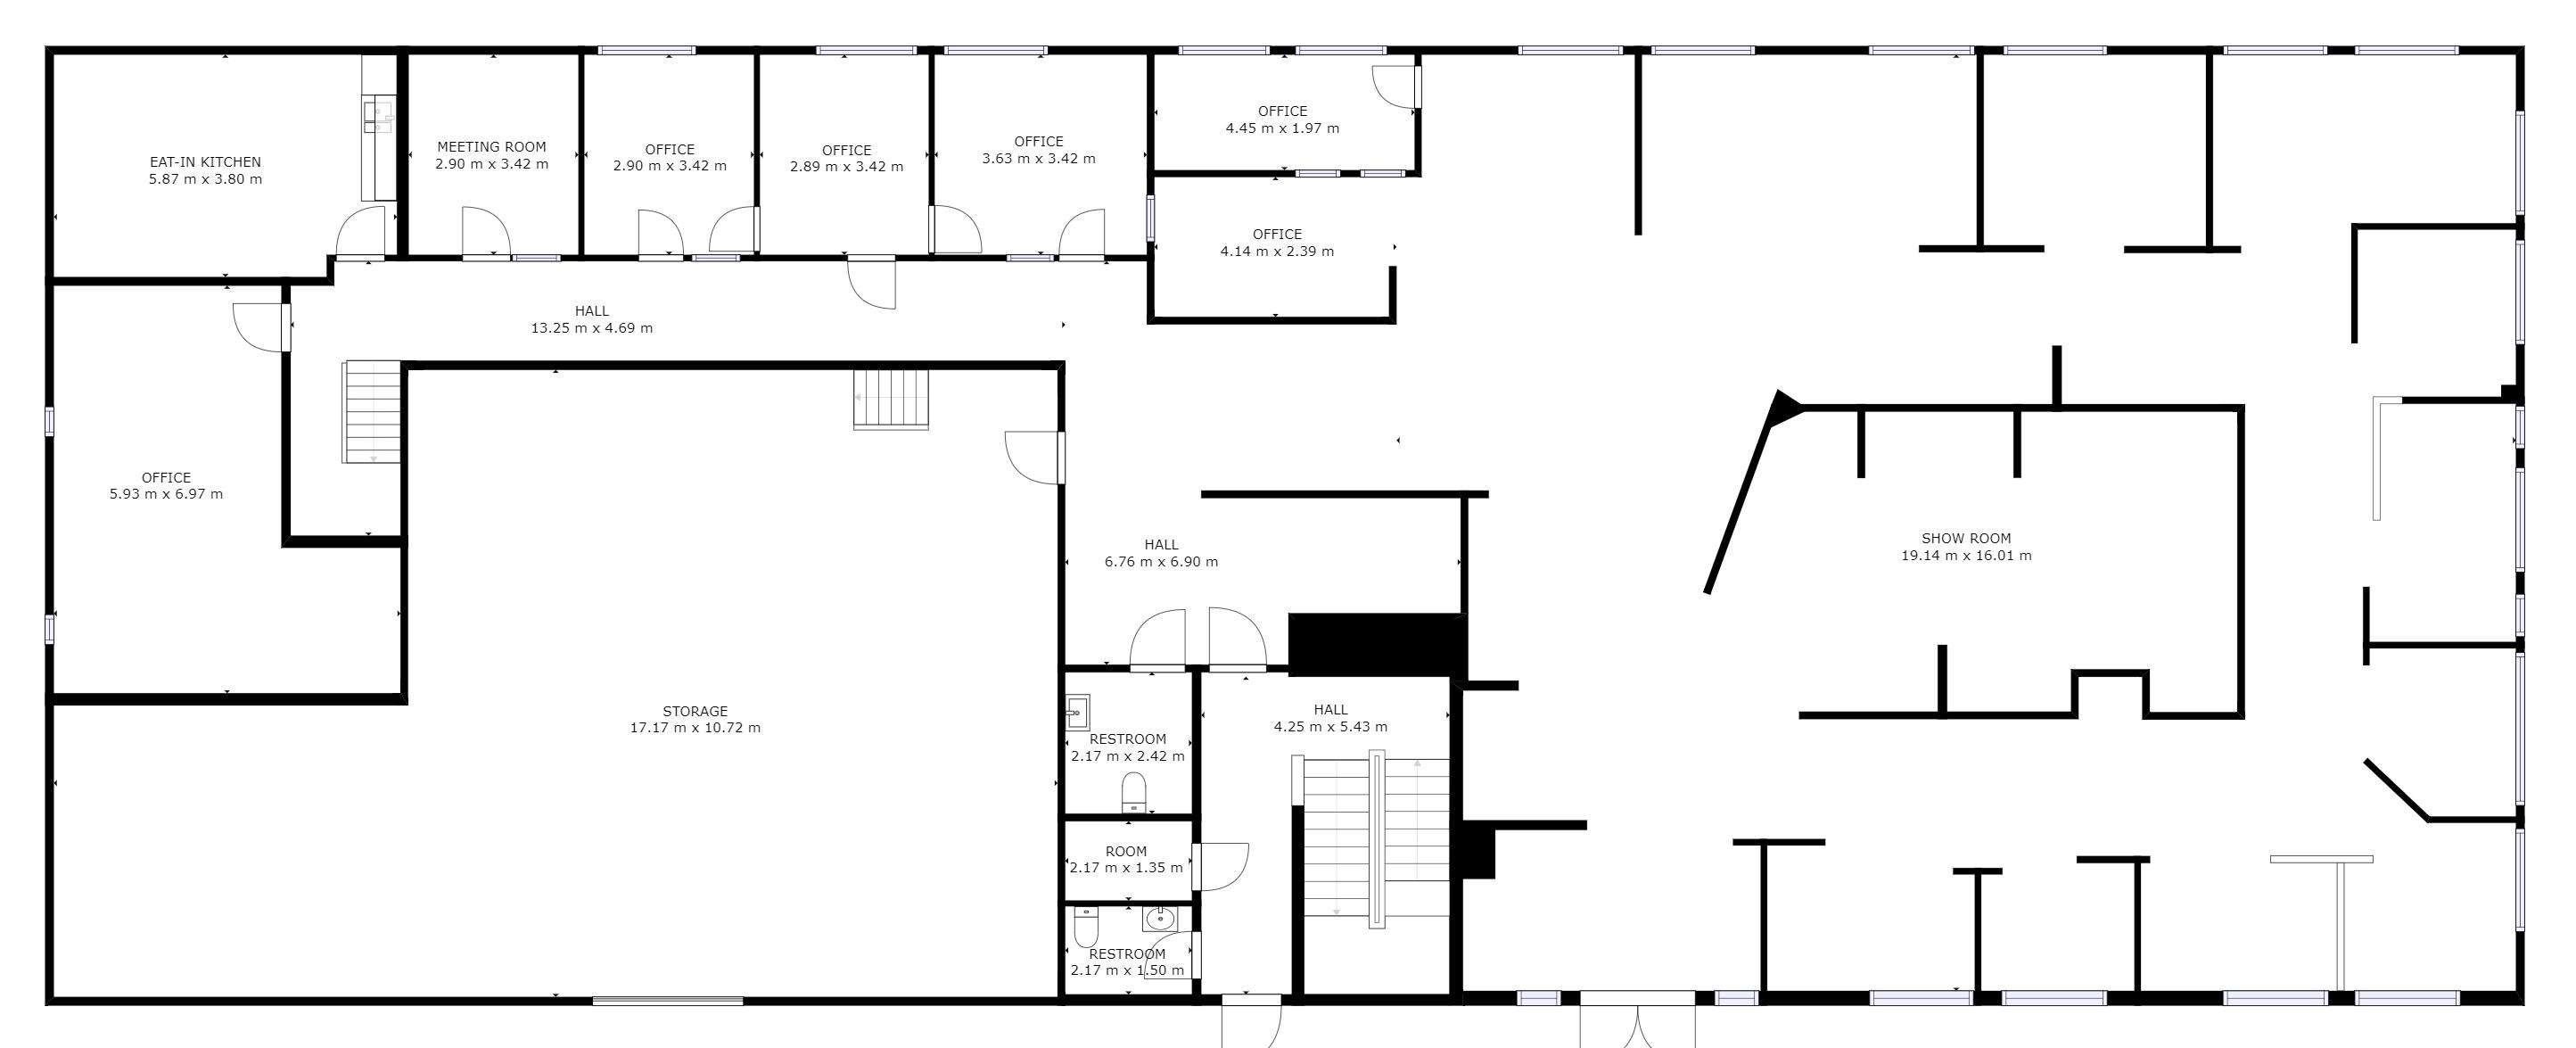 EAT-IN KITCHEN
5.87 m x 3.80 m
MEETING ROOM
2.90 m x 3.42 m
OFFICE
2.90 m x 3.42 m
OFFICE
2.89 m x 3.42 m
OFFICE
3.63 m x 3.42 m
OFFICE
4.45 m x 1.97 m
OFFICE
4.14 m x 2.39 m
HALL
13.25 m x 4.69 m
OFFICE
5.93 m x 6.97 m
HALL
6.76 m x 6.90 m
SHOW ROOM
19.14 m x 16.01 m
STORAGE
17.17 m x 10.72 m
RESTROOM
2.17 m x 2.42 m
HALL
4.25 m x 5.43 m
ROOM
2.17 m x 1.35 m
RESTROOM
2.17 m x 1.50 m